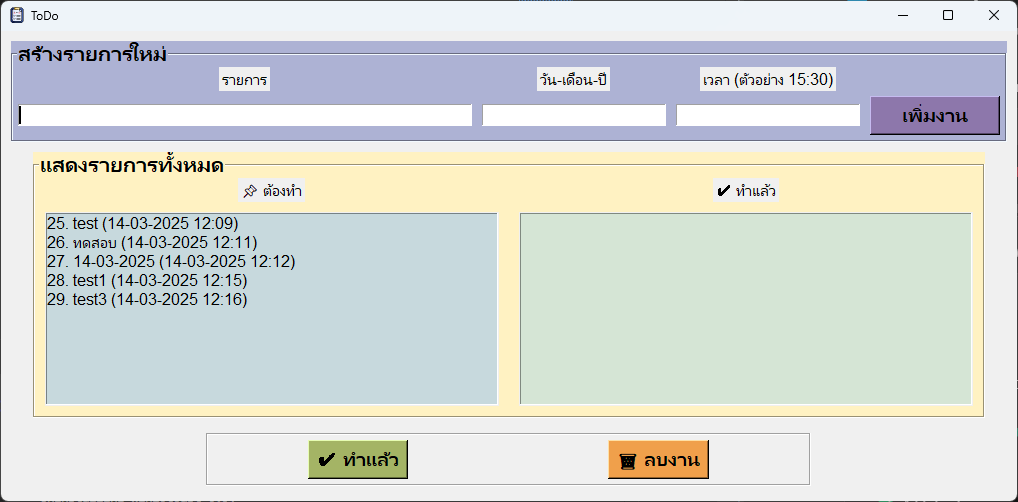 ToDo
สร้างรายการใหม่
รายการ วัน-เดือน-ปี เวลา (ตัวอย่าง 15:30)
เพิ่มงาน
แสดงรายการทั้งหมด
📌 ต้องทำ ✔ ทำแล้ว
25. test (14-03-2025 12:09)
26. ทดสอบ (14-03-2025 12:11)
27. 14-03-2025 (14-03-2025 12:12)
28. test1 (14-03-2025 12:15)
29. test3 (14-03-2025 12:16)
✔ ทำแล้ว 🗑 ลบงาน